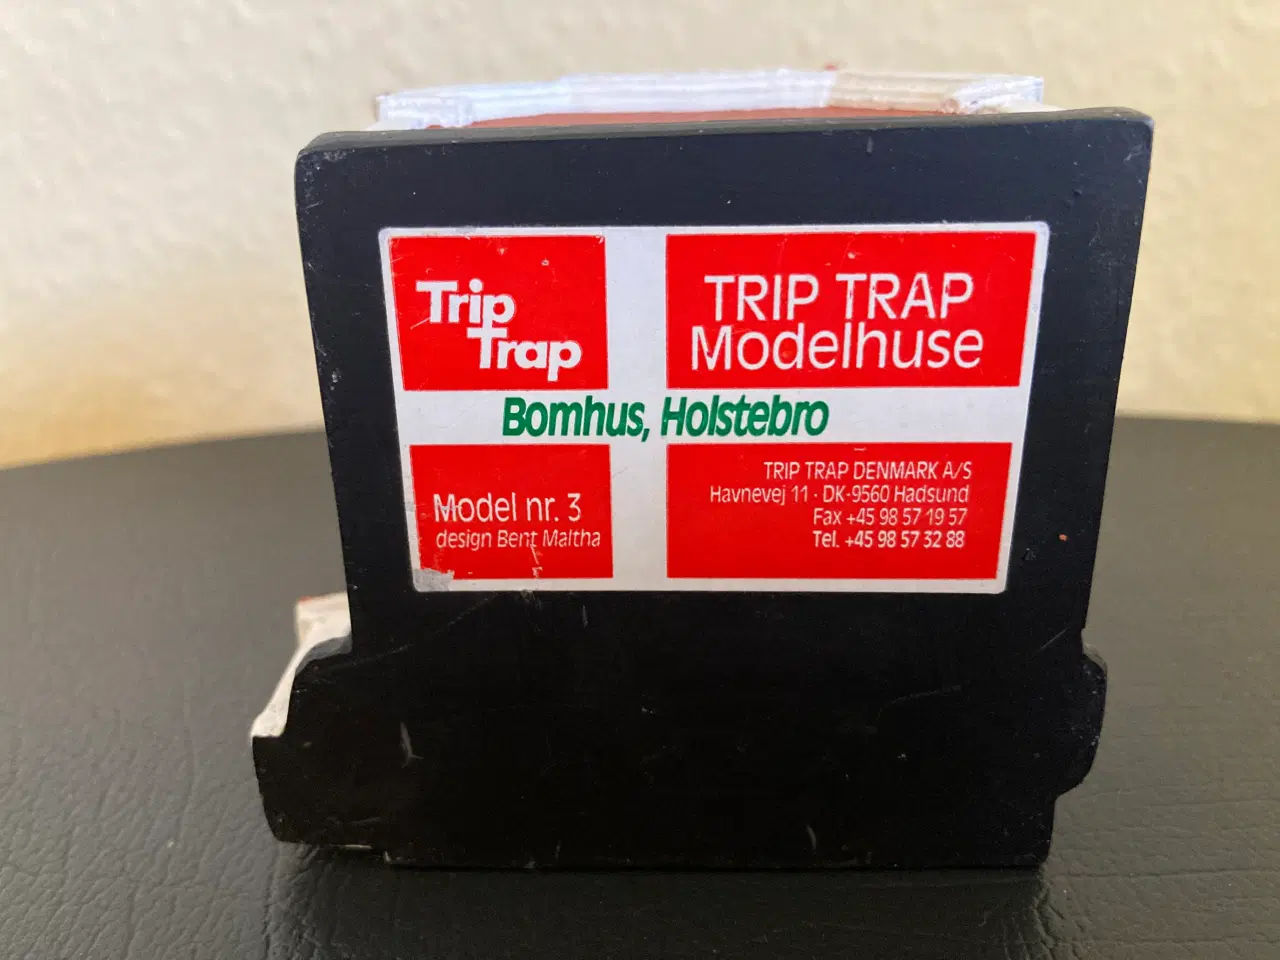 Trip
Trap
TRIP TRAP
Modelhuse
Bomhus, Holstebro
Model nr. 3
design Bent Maltha
TRIP TRAP DENMARK A/S
Havnevej 11 · DK-9560 Hadsund
Fax +45 98 57 19 57
Tel. +45 98 57 32 88